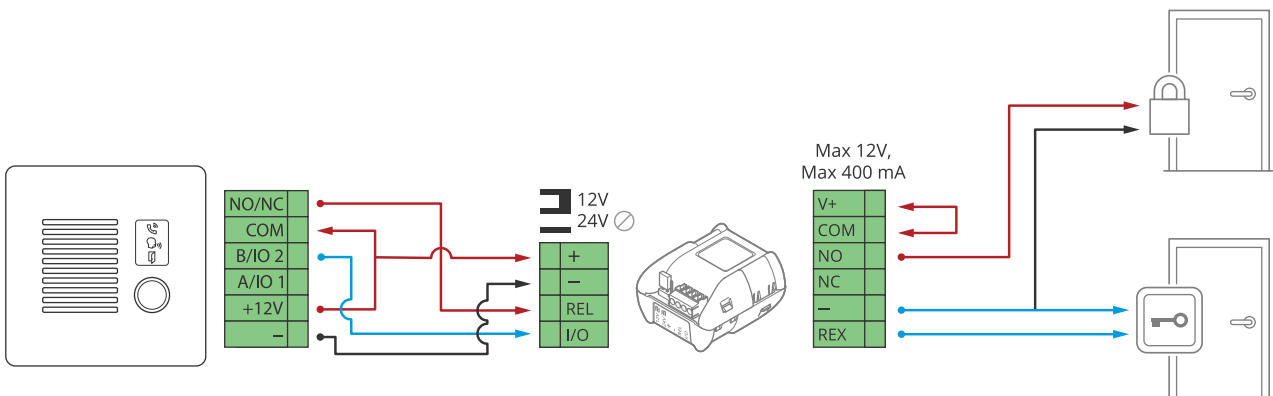 NO/NC
COM
B/IO 2
A/IO 1
+12V
–
12V
24V
+
–
REL
I/O
Max 12V,
Max 400 mA
V+
COM
NO
NC
–
REX